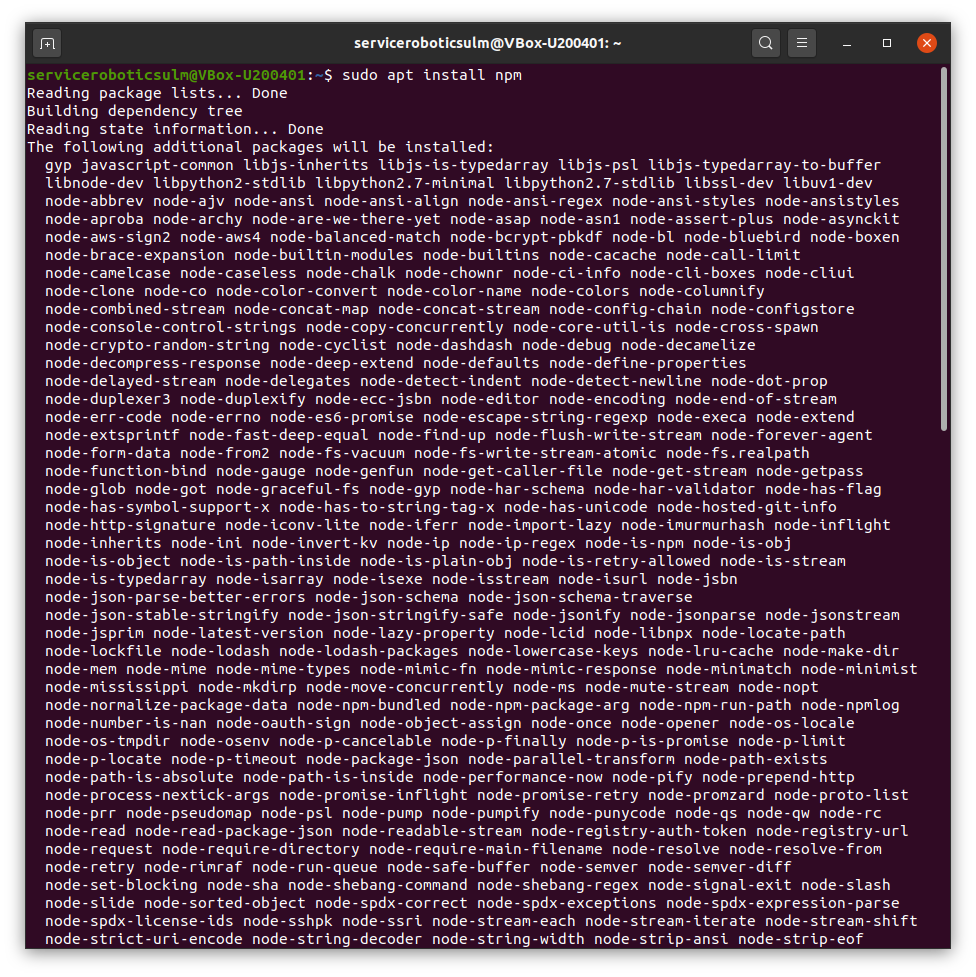 serviceroboticsulm@VBox-U200401: ~
serviceroboticsulm@VBox-U200401:~$ sudo apt install npm
Reading package lists... Done
Building dependency tree
Reading state information... Done
The following additional packages will be installed:
gyp javascript-common libjs-inherits libjs-is-typedarray libjs-psl libjs-typedarray-to-buffer
libnode-dev libpython2-stdlib libpython2.7-minimal libpython2.7-stdlib libssl-dev libuv1-dev
node-abbrev node-ajv node-ansi node-ansi-align node-ansi-regex node-ansi-styles node-ansistyles
node-aproba node-archy node-are-we-there-yet node-asap node-asn1 node-assert-plus node-asynckit
node-aws-sign2 node-aws4 node-balanced-match node-bcrypt-pbkdf node-bl node-bluebird node-boxen
node-brace-expansion node-builtin-modules node-builtins node-cacache node-call-limit
node-camelcase node-caseless node-chalk node-chownr node-ci-info node-cli-boxes node-cliui
node-clone node-co node-color-convert node-color-name node-colors node-columnify
node-combined-stream node-concat-map node-concat-stream node-config-chain node-configstore
node-console-control-strings node-copy-concurrently node-core-util-is node-cross-spawn
node-crypto-random-string node-cyclist node-dashdash node-debug node-decamelize
node-decompress-response node-deep-extend node-defaults node-define-properties
node-delayed-stream node-delegates node-detect-indent node-detect-newline node-dot-prop
node-duplexer3 node-duplexify node-ecc-jsbn node-editor node-encoding node-end-of-stream
node-err-code node-errno node-es6-promise node-escape-string-regexp node-execa node-extend
node-extsprintf node-fast-deep-equal node-find-up node-flush-write-stream node-forever-agent
node-form-data node-from2 node-fs-vacuum node-fs-write-stream-atomic node-fs.realpath
node-function-bind node-gauge node-genfun node-get-caller-file node-get-stream node-getpass
node-glob node-got node-graceful-fs node-gyp node-har-schema node-har-validator node-has-flag
node-has-symbol-support-x node-has-to-string-tag-x node-has-unicode node-hosted-git-info
node-http-signature node-iconv-lite node-iferr node-import-lazy node-imurmurhash node-inflight
node-inherits node-ini node-invert-kv node-ip node-ip-regex node-is-npm node-is-obj
node-is-object node-is-path-inside node-is-plain-obj node-is-retry-allowed node-is-stream
node-is-typedarray node-isarray node-isexe node-isstream node-isurl node-jsbn
node-json-parse-better-errors node-json-schema node-json-schema-traverse
node-json-stable-stringify node-json-stringify-safe node-jsonify node-jsonparse node-jsonstream
node-jsprim node-latest-version node-lazy-property node-lcid node-libnpx node-locate-path
node-lockfile node-lodash node-lodash-packages node-lowercase-keys node-lru-cache node-make-dir
node-mem node-mime node-mime-types node-mimic-fn node-mimic-response node-minimatch node-minimist
node-mississippi node-mkdirp node-move-concurrently node-ms node-mute-stream node-nopt
node-normalize-package-data node-npm-bundled node-npm-package-arg node-npm-run-path node-npmlog
node-number-is-nan node-oauth-sign node-object-assign node-once node-opener node-os-locale
node-os-tmpdir node-osenv node-p-cancelable node-p-finally node-p-is-promise node-p-limit
node-p-locate node-p-timeout node-package-json node-parallel-transform node-path-exists
node-path-is-absolute node-path-is-inside node-performance-now node-pify node-prepend-http
node-process-nextick-args node-promise-inflight node-promise-retry node-promzard node-proto-list
node-prr node-pseudomap node-psl node-pump node-pumpify node-punycode node-qs node-qw node-rc
node-read node-read-package-json node-readable-stream node-registry-auth-token node-registry-url
node-request node-require-directory node-require-main-filename node-resolve node-resolve-from
node-retry node-rimraf node-run-queue node-safe-buffer node-semver node-semver-diff
node-set-blocking node-sha node-shebang-command node-shebang-regex node-signal-exit node-slash
node-slide node-sorted-object node-spdx-correct node-spdx-exceptions node-spdx-expression-parse
node-spdx-license-ids node-sshpk node-ssri node-stream-each node-stream-iterate node-stream-shift
node-strict-uri-encode node-string-decoder node-string-width node-strip-ansi node-strip-eof